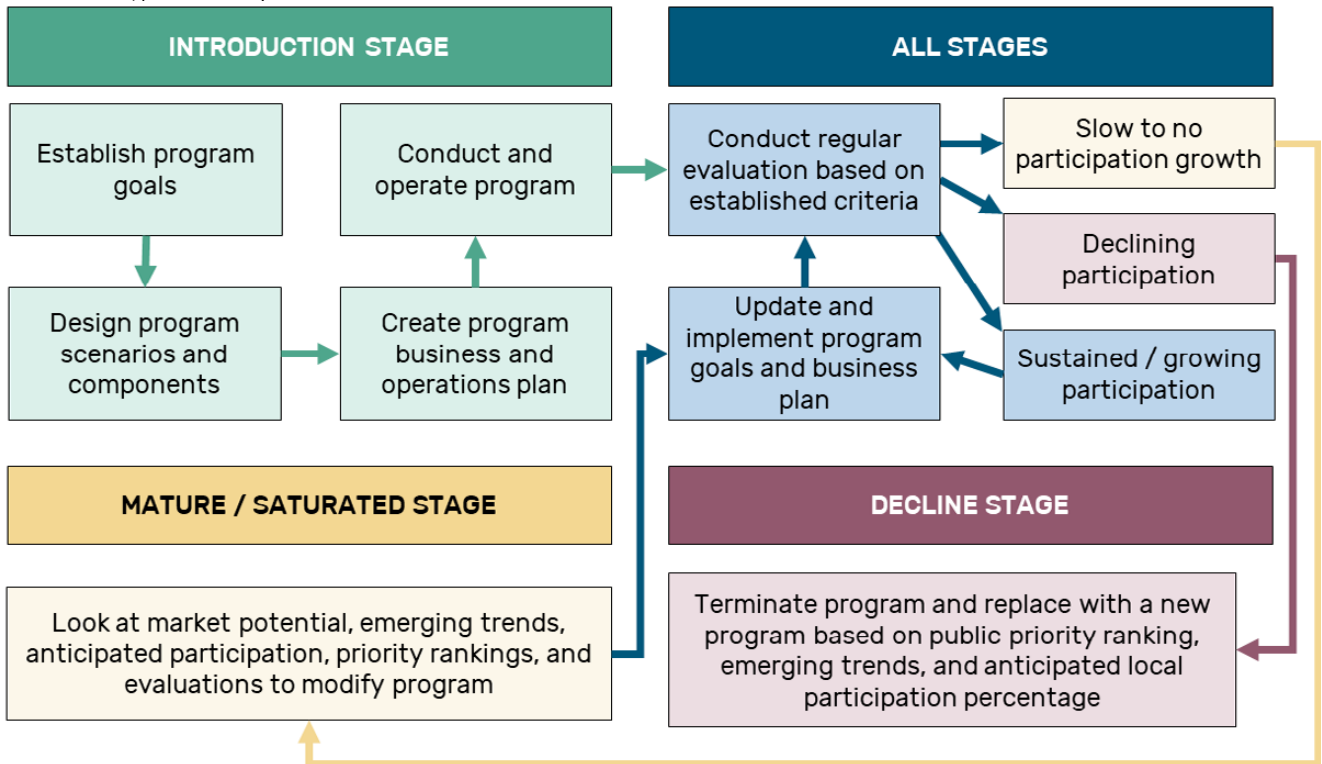 INTRODUCTION STAGE
ALL STAGES
Establish program
goals
Conduct and
operate program
Conduct regular
evaluation based on
established criteria
Slow to no
participation growth
Declining
participation
Design program
scenarios and
components
Create program
business and
operations plan
Update and
implement program
goals and business
plan
Sustained / growing
participation
MATURE / SATURATED STAGE
DECLINE STAGE
Look at market potential, emerging trends,
anticipated participation, priority rankings, and
evaluations to modify program
Terminate program and replace with a new
program based on public priority ranking,
emerging trends, and anticipated local
participation percentage